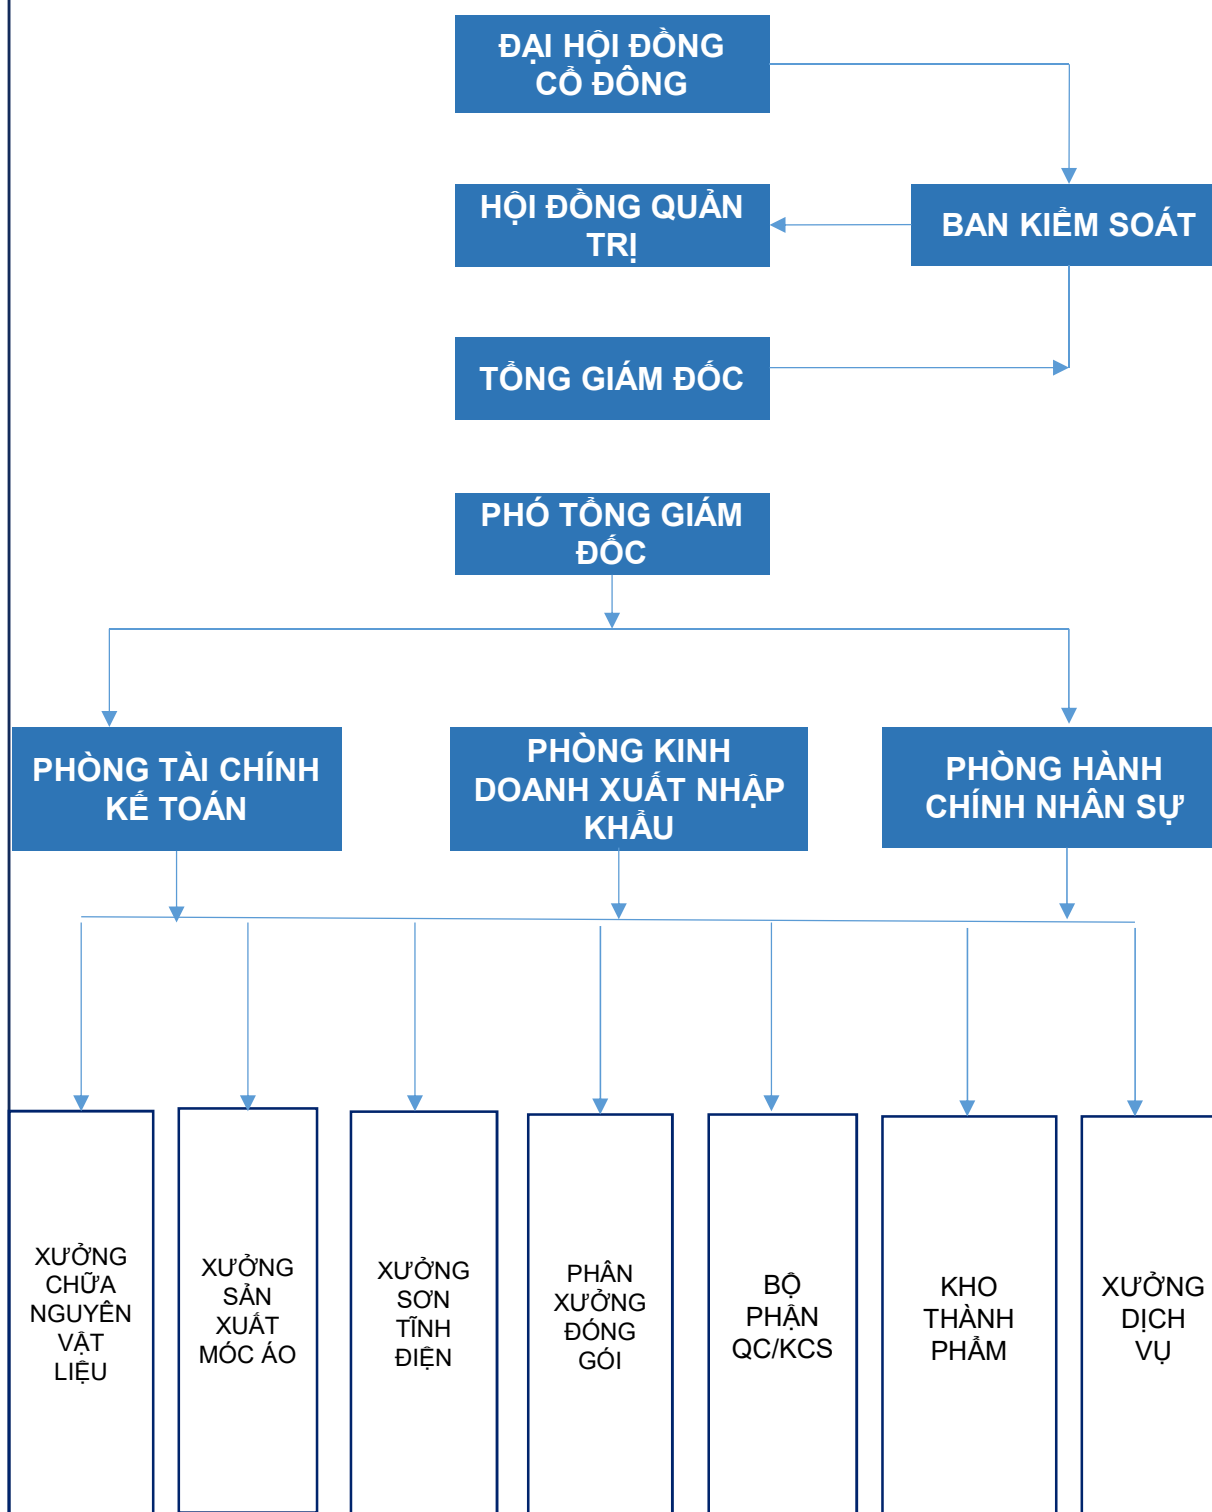 ĐẠI HỘI ĐỒNG
CỔ ĐÔNG
HỘI ĐỒNG QUẢN
TRỊ
BAN KIỂM SOÁT
TỔNG GIÁM ĐỐC
PHÓ TỔNG GIÁM
ĐỐC
PHÒNG TÀI CHÍNH
KẾ TOÁN
PHÒNG KINH
DOANH XUẤT NHẬP
KHẨU
PHÒNG HÀNH
CHÍNH NHÂN SỰ
XƯỞNG
CHỮA
NGUYÊN
VẬT
LIỆU
XƯỞNG
SẢN
XUẤT
MÓC ÁO
XƯỞNG
SƠN
TĨNH
ĐIỆN
PHÂN
XƯỞNG
ĐÓNG
GÓI
BỘ
PHẬN
QC/KCS
KHO
THÀNH
PHẨM
XƯỞNG
DỊCH
VỤ